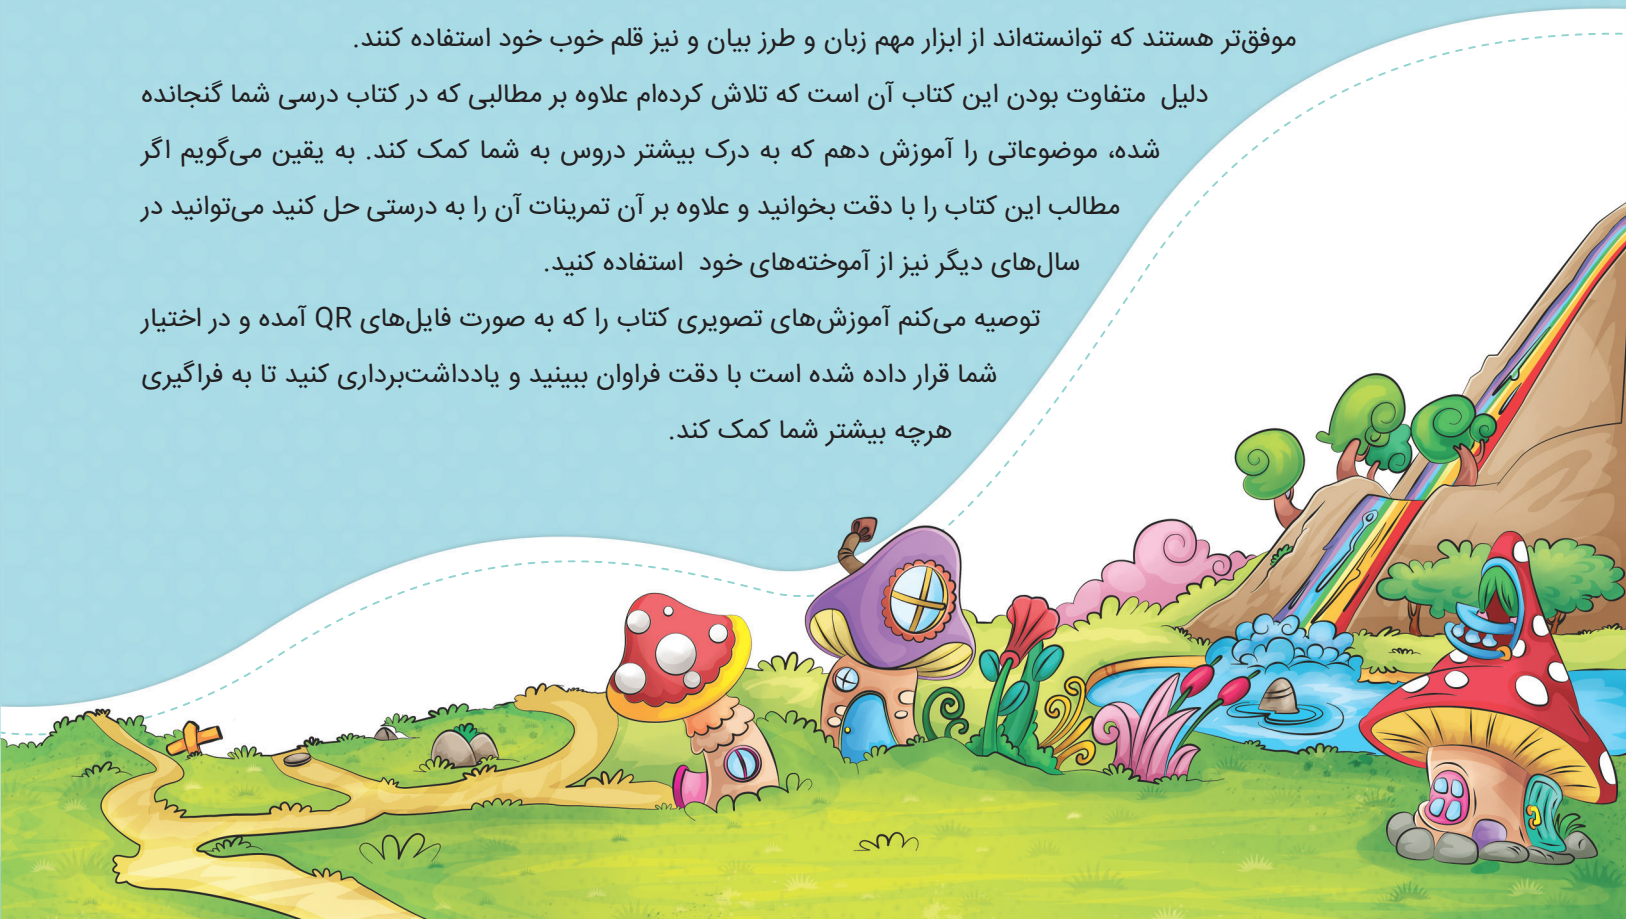 موفق‌تر هستند که توانسته‌اند از ابزار مهم زبان و طرز بیان و نیز قلم خوب خود استفاده کنند.
دلیل متفاوت بودن این کتاب آن است که تلاش کرده‌ام علاوه بر مطالبی که در کتاب درسی شما گنجانده
شده، موضوعاتی را آموزش دهم که به درک بیشتر دروس به شما کمک کند. به یقین می‌گویم اگر
مطالب این کتاب را با دقت بخوانید و علاوه بر آن تمرینات آن را به درستی حل کنید می‌توانید در
سال‌های دیگر نیز از آموخته‌های خود استفاده کنید.
توصیه می‌کنم آموزش‌های تصویری کتاب را که به صورت فایل‌های QR آمده و در اختیار
شما قرار داده شده است با دقت فراوان ببینید و یادداشت‌برداری کنید تا به فراگیری
هرچه بیشتر شما کمک کند.